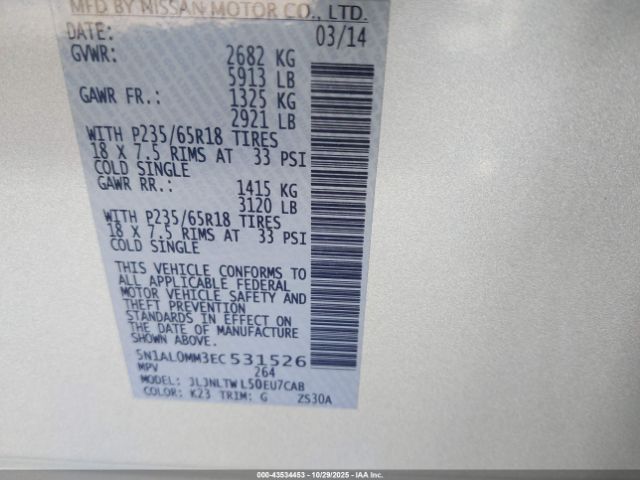 MFD BY NISSAN MOTOR CO., LTD.
DATE: 03/14
GVWR: 2682 KG
5913 LB
GAWR FR.: 1325 KG
2921 LB
WITH P235/65R18 TIRES
18 X 7.5 RIMS AT 33 PSI
COLD SINGLE
GAWR RR.: 1415 KG
3120 LB
WITH P235/65R18 TIRES
18 X 7.5 RIMS AT 33 PSI
COLD SINGLE
THIS VEHICLE CONFORMS TO
ALL APPLICABLE FEDERAL
MOTOR VEHICLE SAFETY AND
THEFT PREVENTION
STANDARDS IN EFFECT ON
THE DATE OF MANUFACTURE
SHOWN ABOVE.
5N1AL0MM3EC531526
MPV 264
MODEL: JLJNLTWL50EU7CAB
COLOR: K23 TRIM: G ZS30A
000-43534453 - 10/29/2025 - IAA Inc.